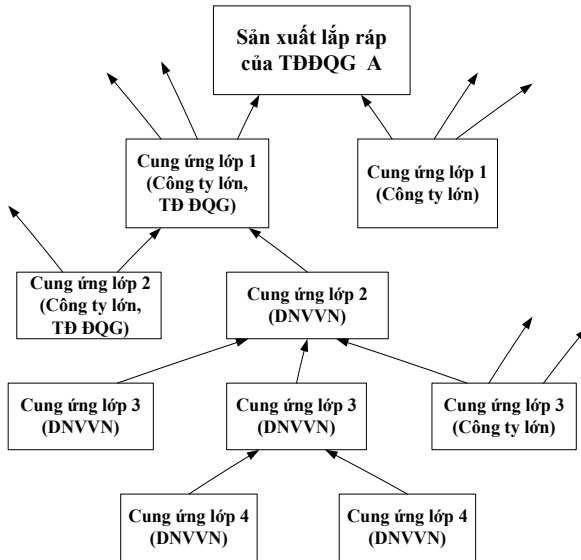 Sản xuất lắp ráp
của TĐĐQG A
Cung ứng lớp 1
(Công ty lớn,
TĐ ĐQG)
Cung ứng lớp 1
(Công ty lớn)
Cung ứng lớp 2
(Công ty lớn,
TĐ ĐQG)
Cung ứng lớp 2
(DNVVN)
Cung ứng lớp 3
(DNVVN)
Cung ứng lớp 3
(DNVVN)
Cung ứng lớp 3
(Công ty lớn)
Cung ứng lớp 4
(DNVVN)
Cung ứng lớp 4
(DNVVN)